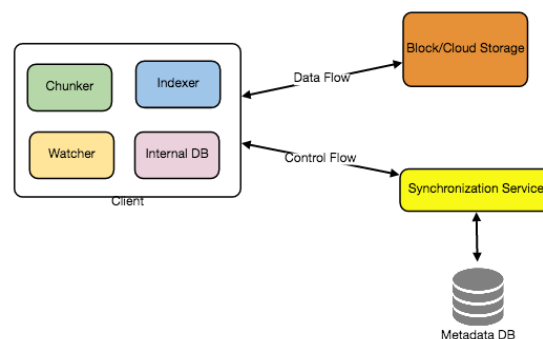 Block/Cloud Storage
Data Flow
Chunker
Indexer
Watcher
Internal DB
Control Flow
Client
Synchronization Service
Metadata DB